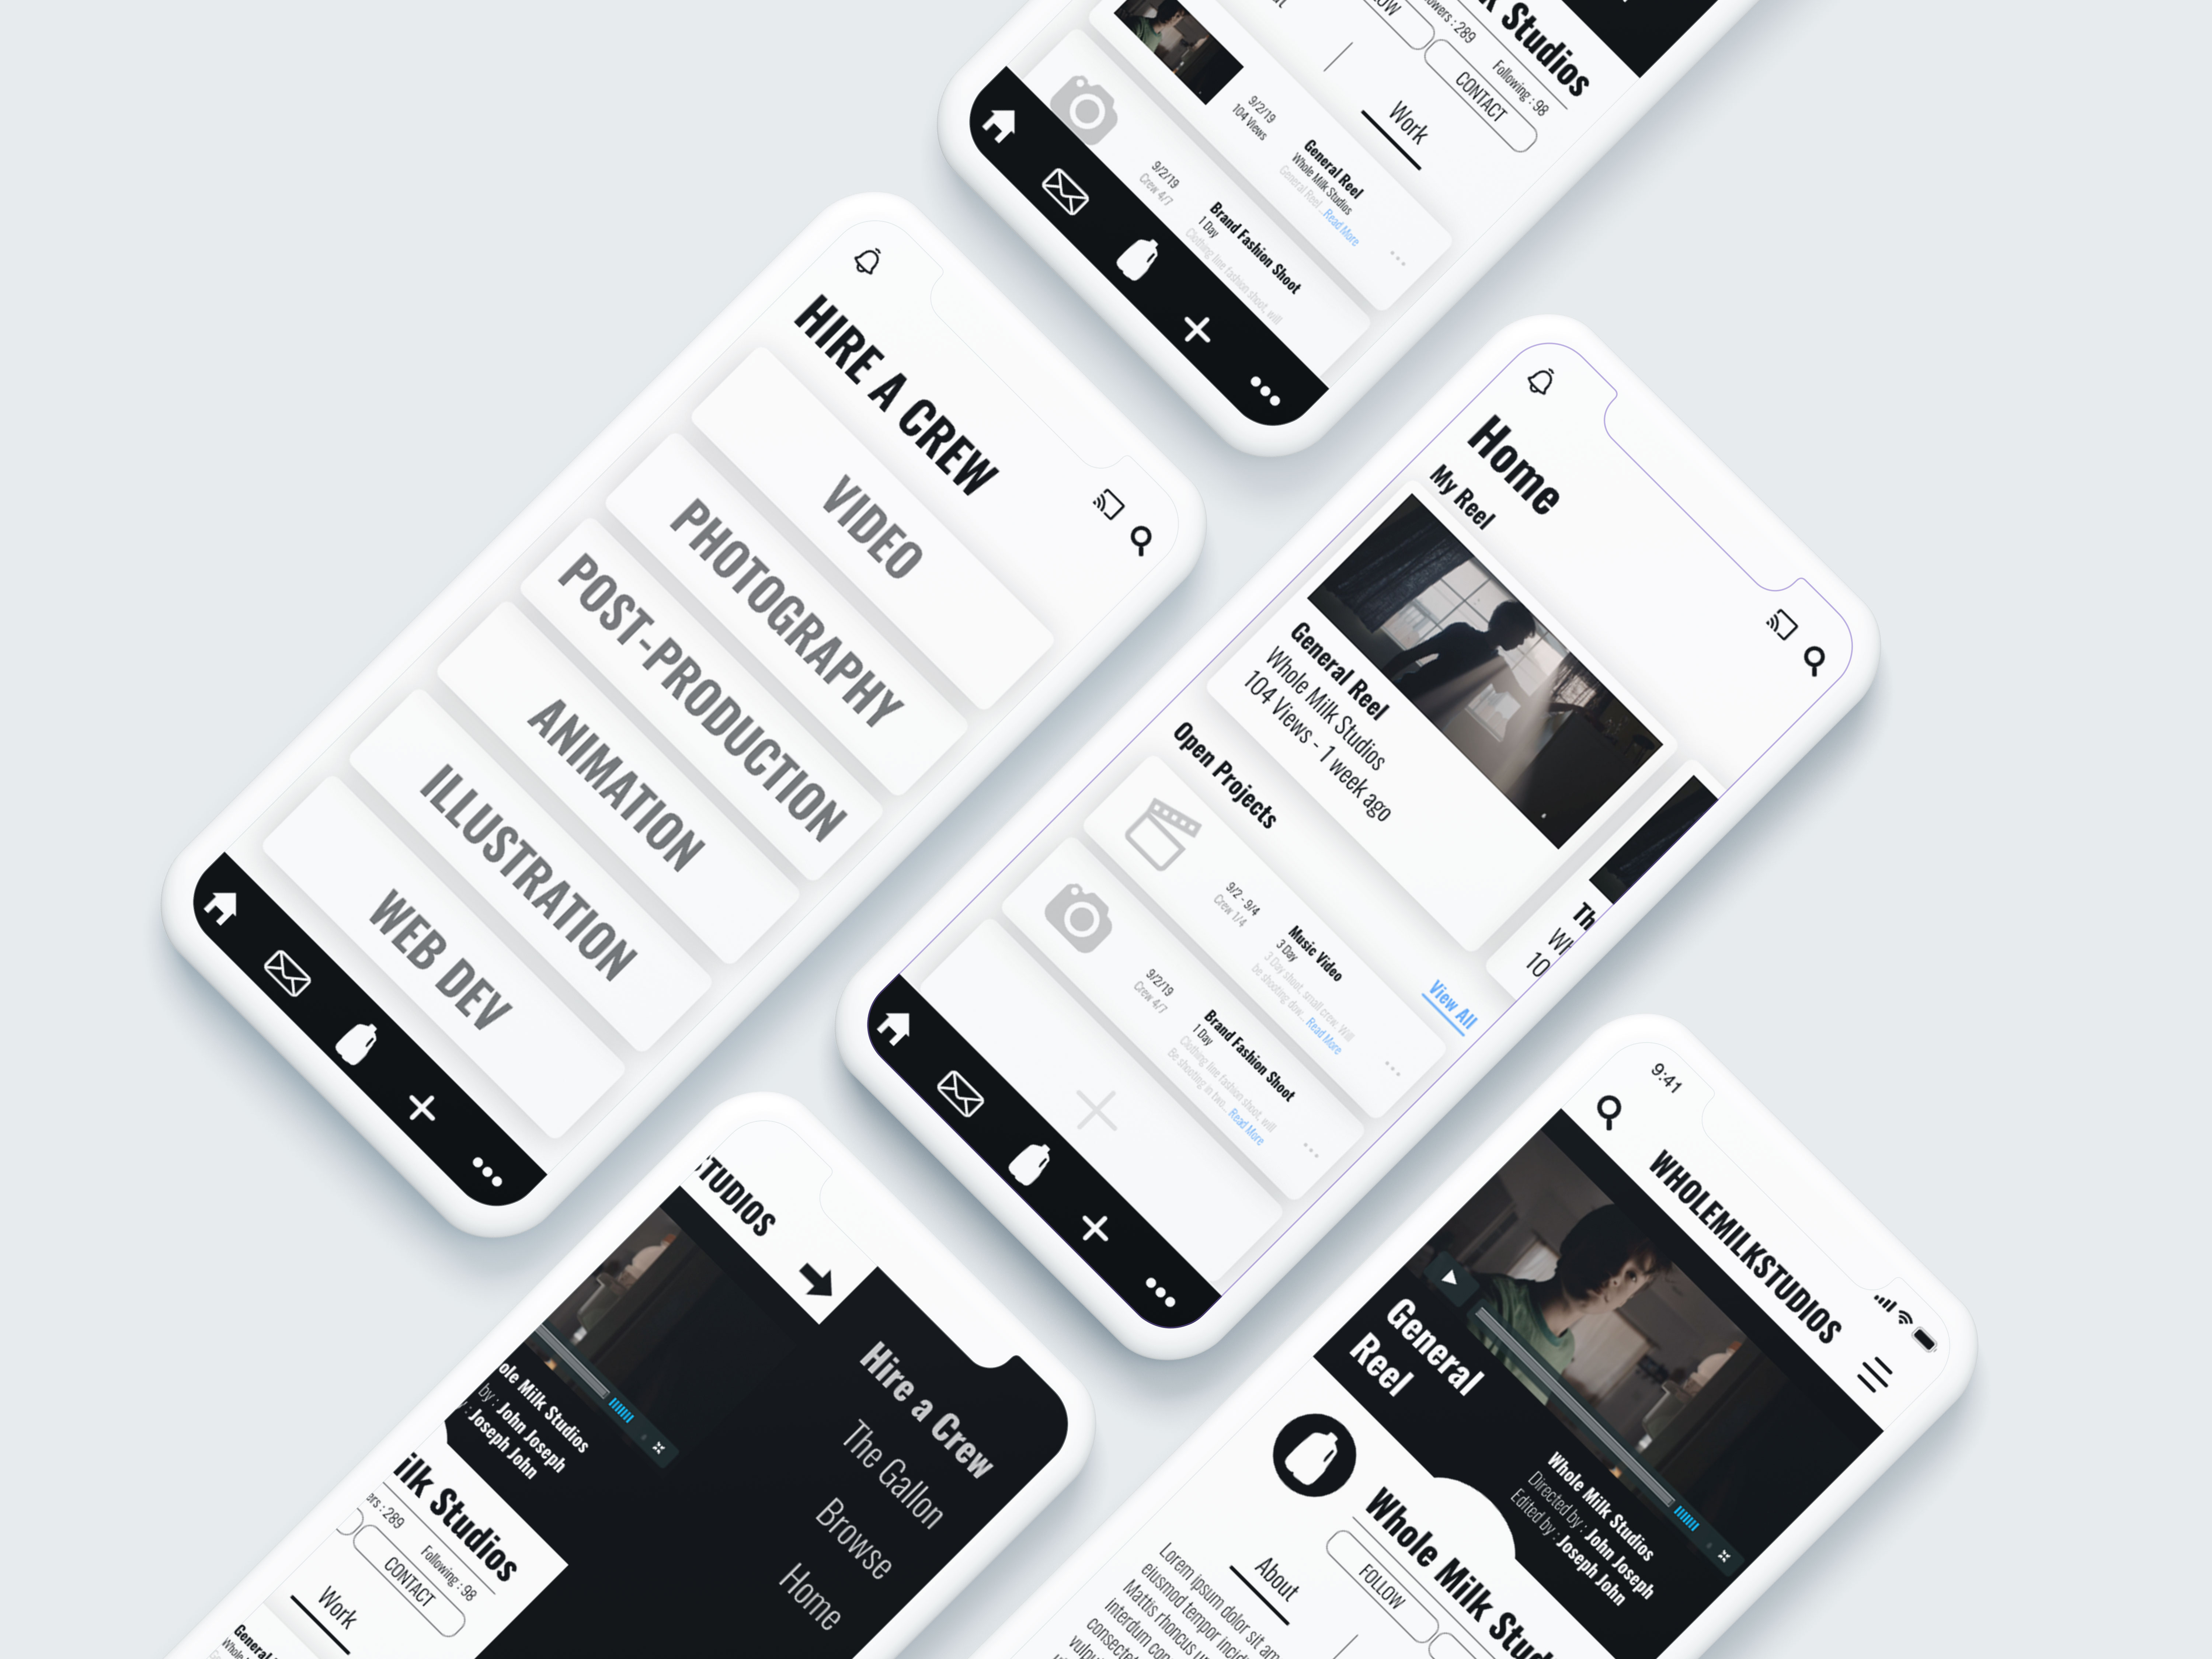 Studios
289
Following : 98
CONTACT
Work
9/2/19
104 Views
General Reel
Whole Milk Studios
General Reel ...Read More
9/2/19
Crew 4/7
Brand Fashion Shoot
1 Day
Clothing line fashion shoot, will
HIRE A CREW
VIDEO
PHOTOGRAPHY
POST-PRODUCTION
ANIMATION
ILLUSTRATION
WEB DEV
Home
My Reel
General Reel
Whole Milk Studios
104 Views - 1 week ago
Th
10
Open Projects
View All
9/2 - 9/4
Crew 1/4
Music Video
3 Day
3 Day shoot, small crew. Will
be shooting dow... Read More
9/2/19
Crew 4/7
Brand Fashion Shoot
1 Day
Clothing line fashion shoot, will
Be shooting in two... Read More
TUDIOS
ole Milk Studios
by : John Joseph
: Joseph John
ilk Studios
ers : 289
Following : 98
CONTACT
Work
General
Hire a Crew
The Gallon
Browse
Home
9:41
WHOLEMILKSTUDIOS
General
Reel
Whole Milk Studios
Directed by : John Joseph
Edited by : Joseph John
Whole Milk Stud
FOLLOW
About
Lorem ipsum dolor sit am
eiusmod tempor incidi
Mattis rhoncus u
interdum con
consecte
vulpu